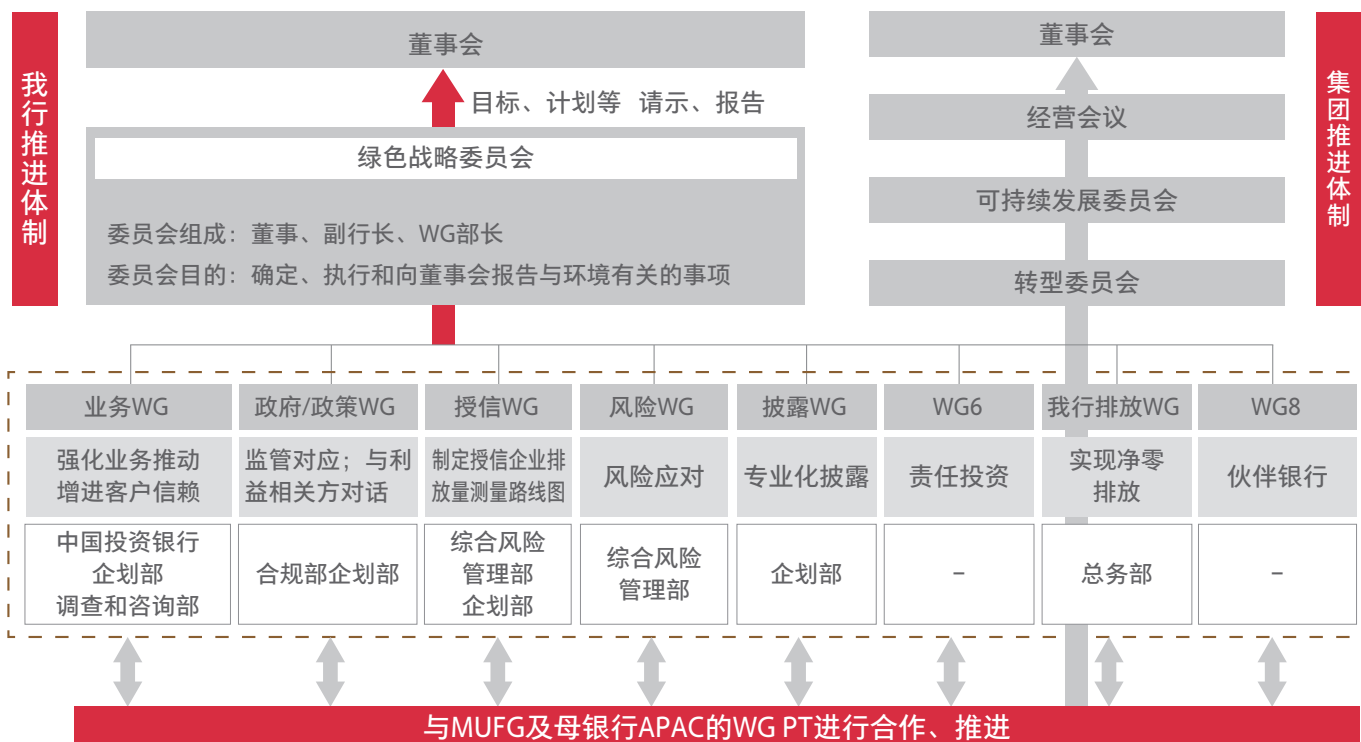 我行推进体制
董事会
目标、计划等 请示、报告
绿色战略委员会
委员会组成：董事、副行长、WG部长
委员会目的：确定、执行和向董事会报告与环境有关的事项
董事会
经营会议
可持续发展委员会
转型委员会
集团推进体制
业务WG
政府/政策WG
授信WG
风险WG
披露WG
WG6
我行排放WG
WG8
强化业务推动
增进客户信赖
监管对应；与利
益相关方对话
制定授信企业排
放量测量路线图
风险应对
专业化披露
责任投资
实现净零
排放
伙伴银行
中国投资银行
企划部
调查和咨询部
合规部企划部
综合风险
管理部
企划部
综合风险
管理部
企划部
–
总务部
–
与MUFG及母银行APAC的WG PT进行合作、推进